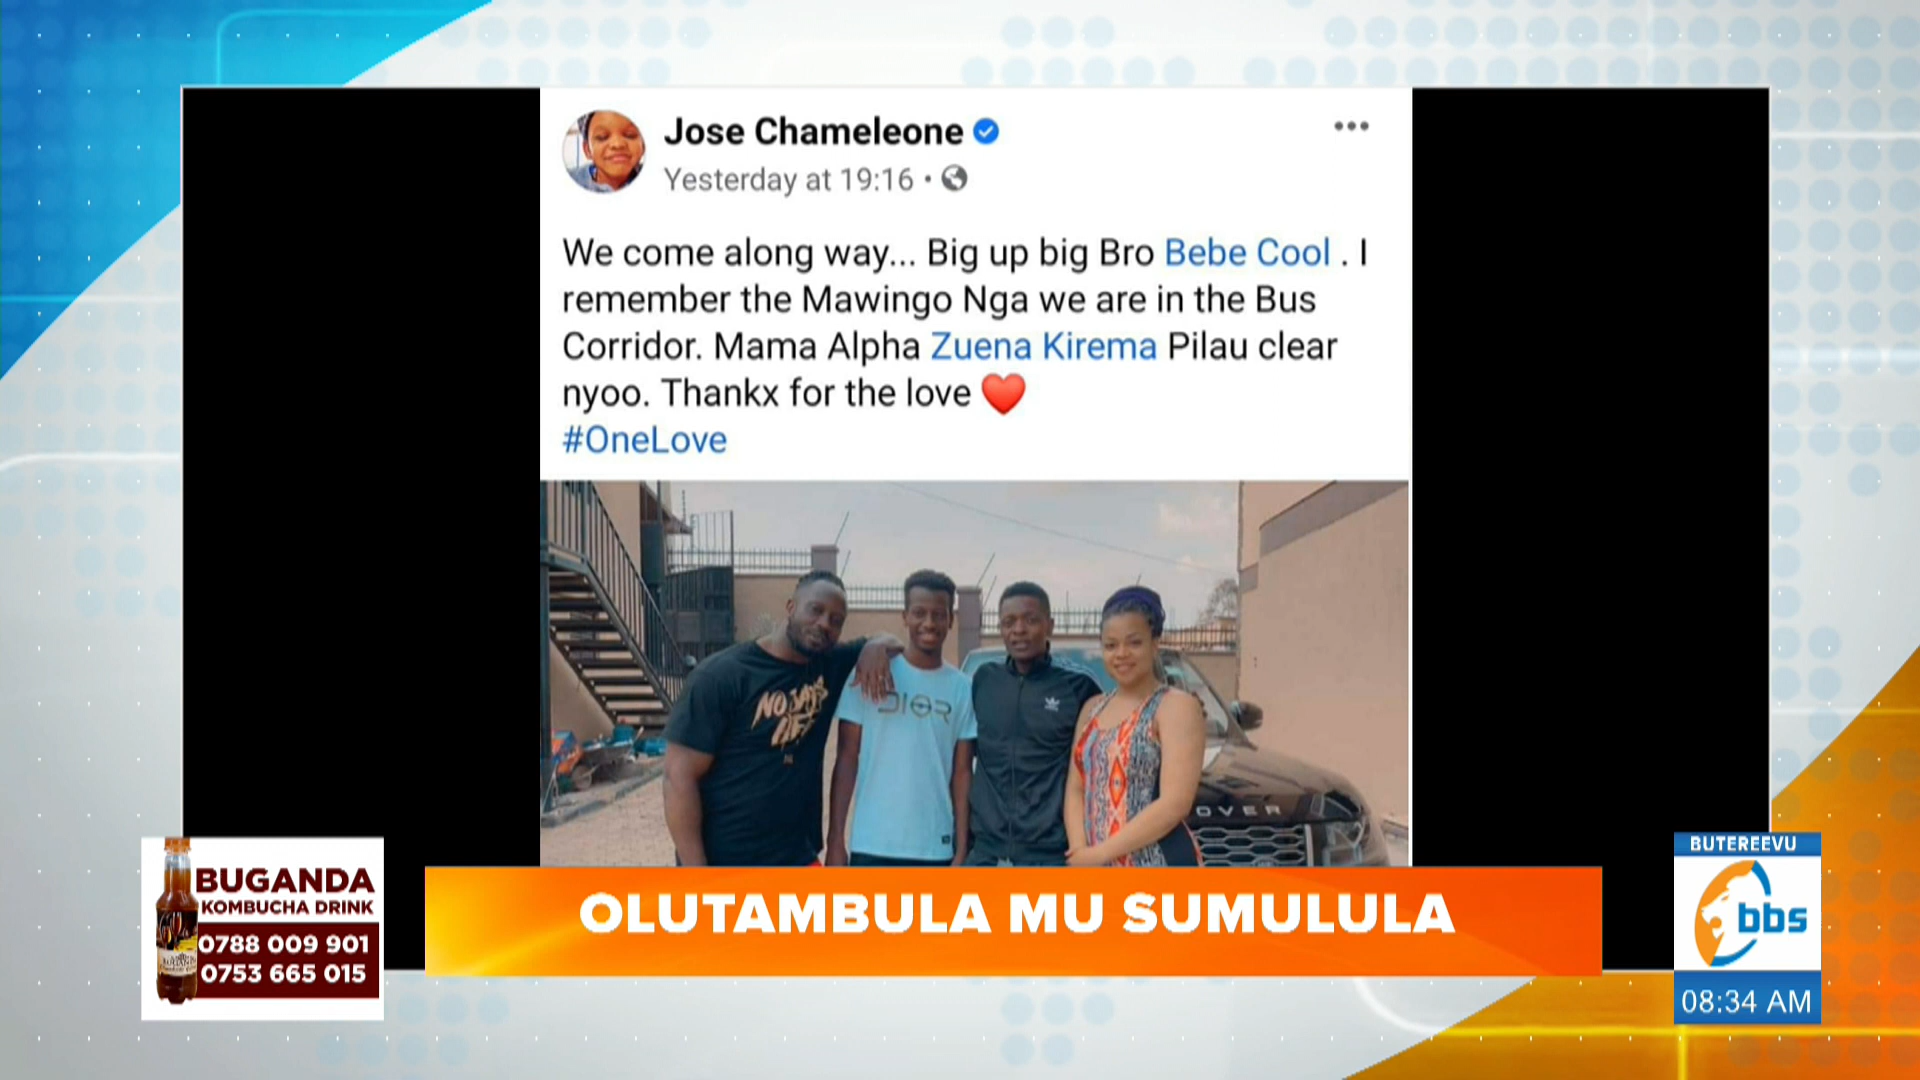 Jose Chameleone
Yesterday at 19:16 ·
We come along way... Big up big Bro Bebe Cool . I
remember the Mawingo Nga we are in the Bus
Corridor. Mama Alpha Zuena Kirema Pilau clear
nyoo. Thankx for the love ❤️
#OneLove
DIOR
OVER
BUGANDA
KOMBUCHA DRINK
0788 009 901
0753 665 015
OLUTAMBULA MU SUMULULA
BUTEREEVU
bbs
08:34 AM